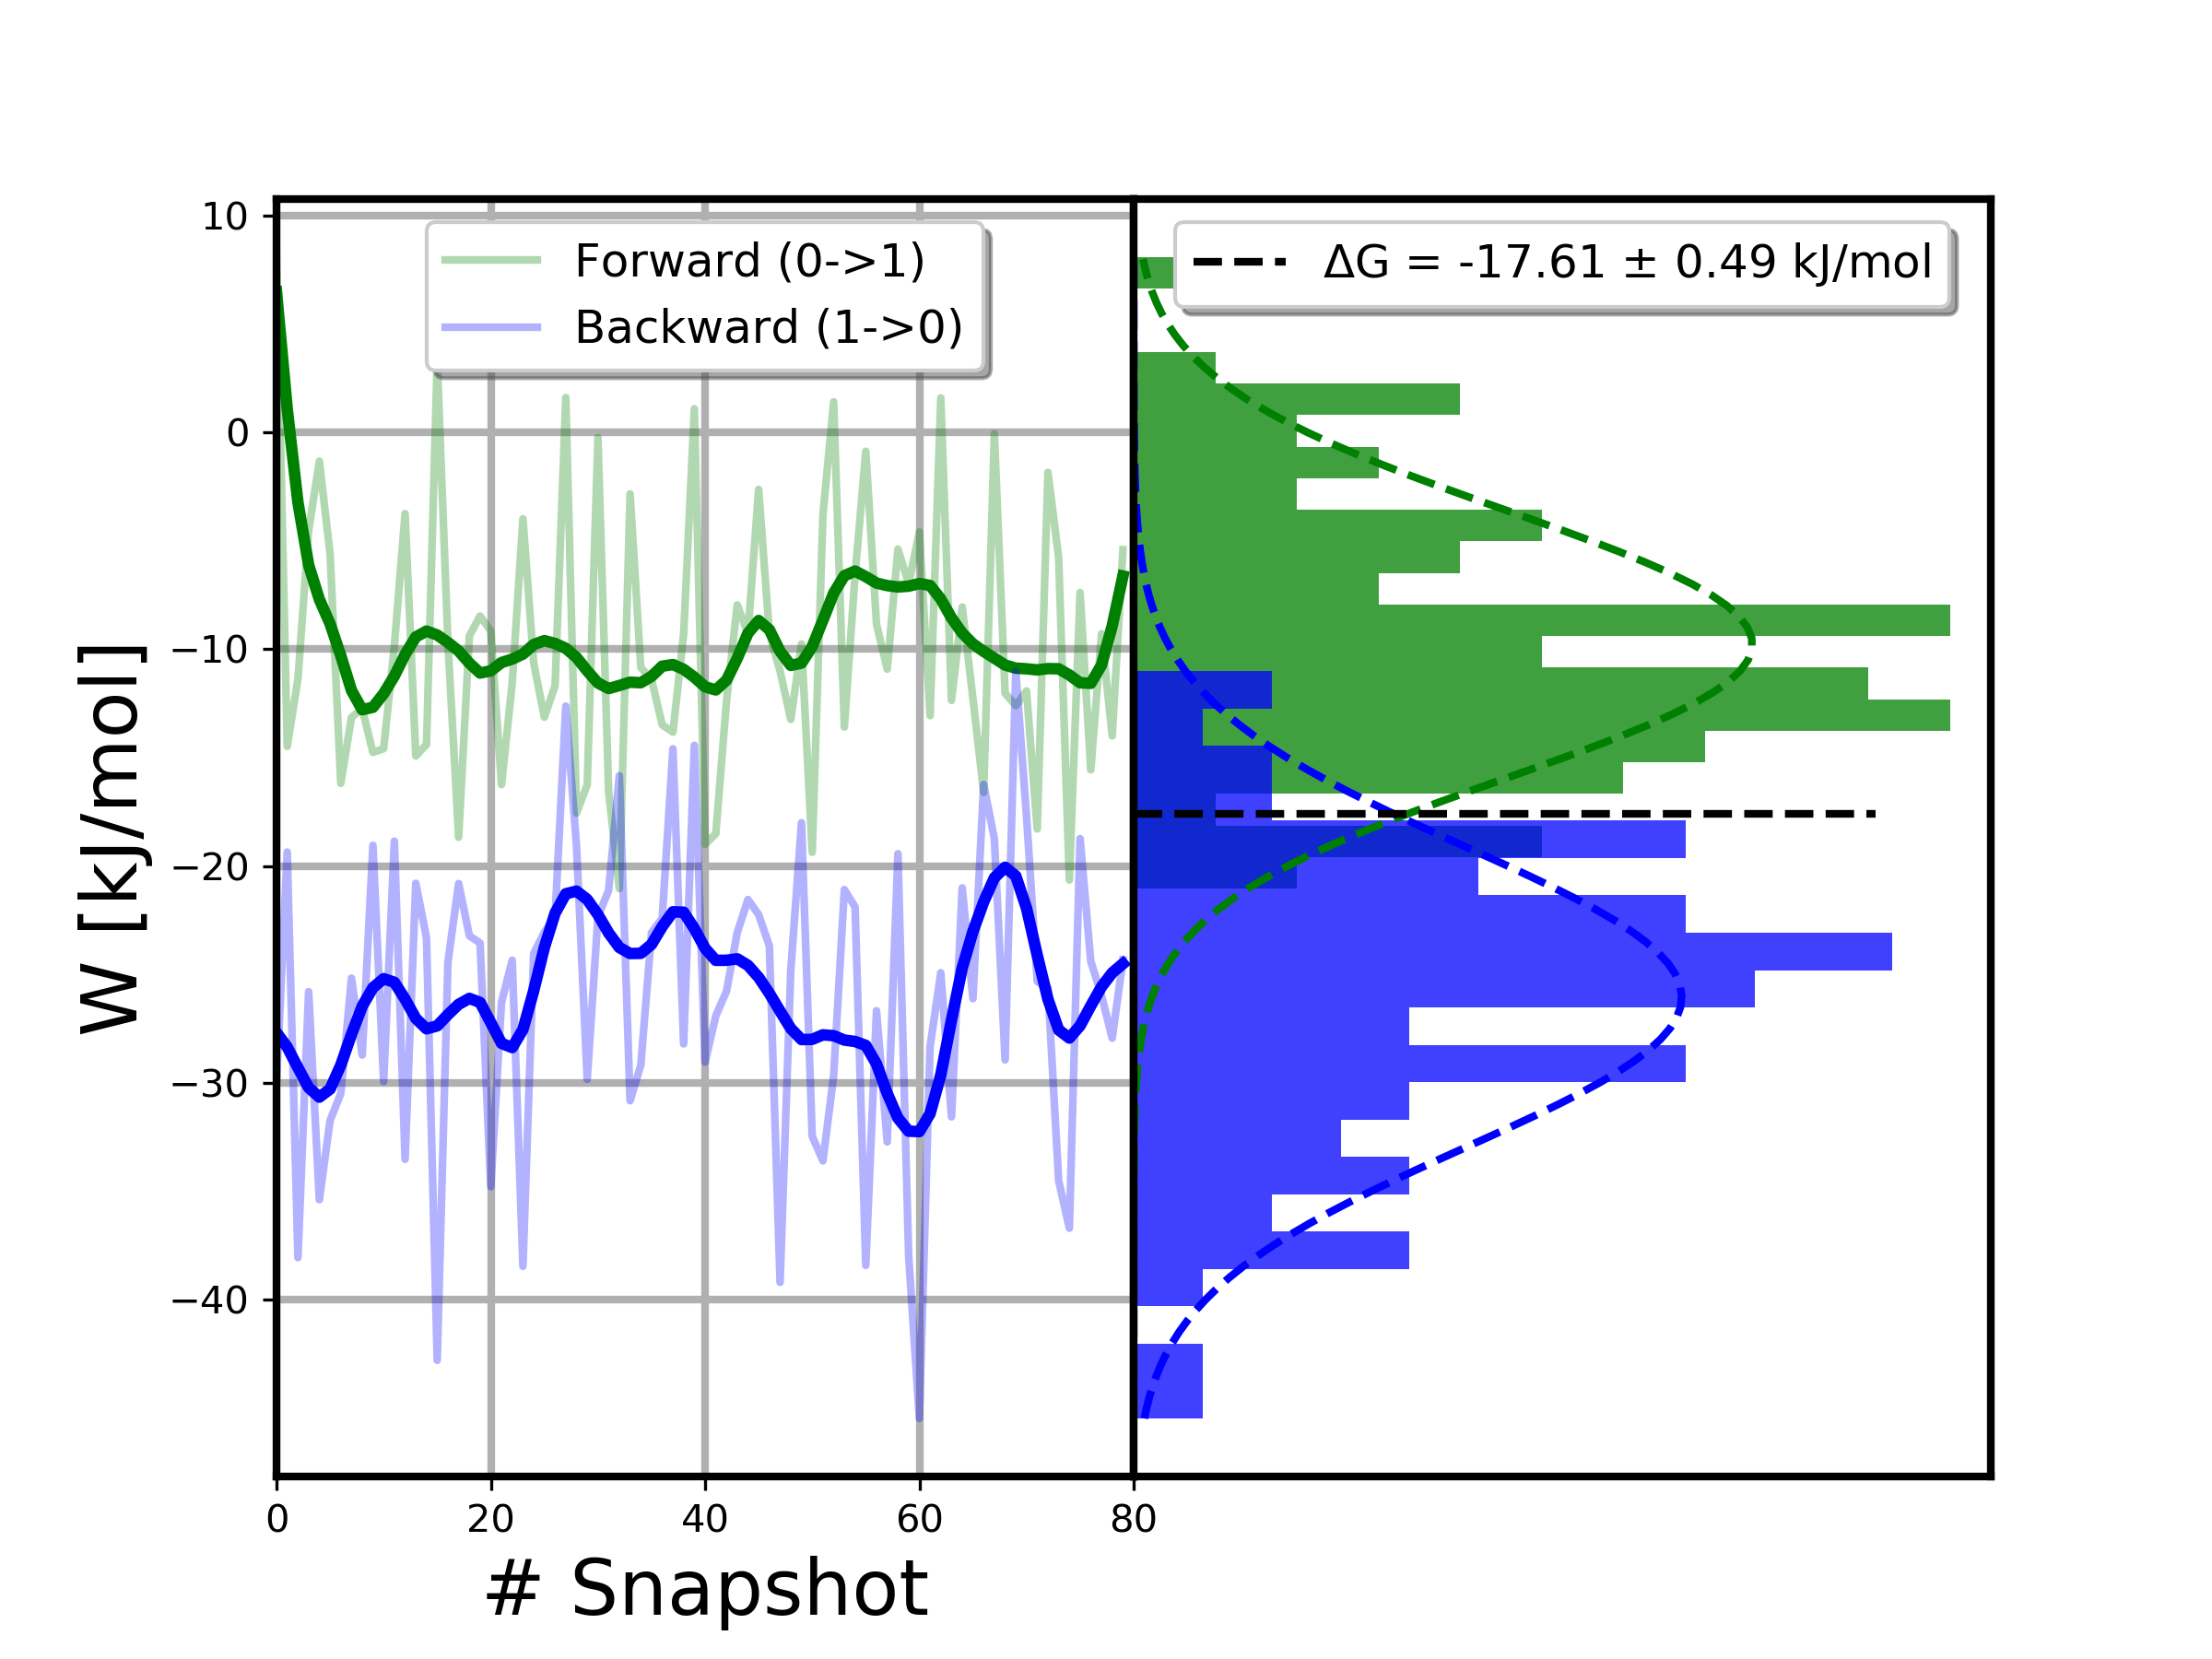 10
0
−10
−20
−30
−40
W [kJ/mol]
0
20
40
60
80
# Snapshot
Forward (0->1)
Backward (1->0)
ΔG = -17.61 ± 0.49 kJ/mol